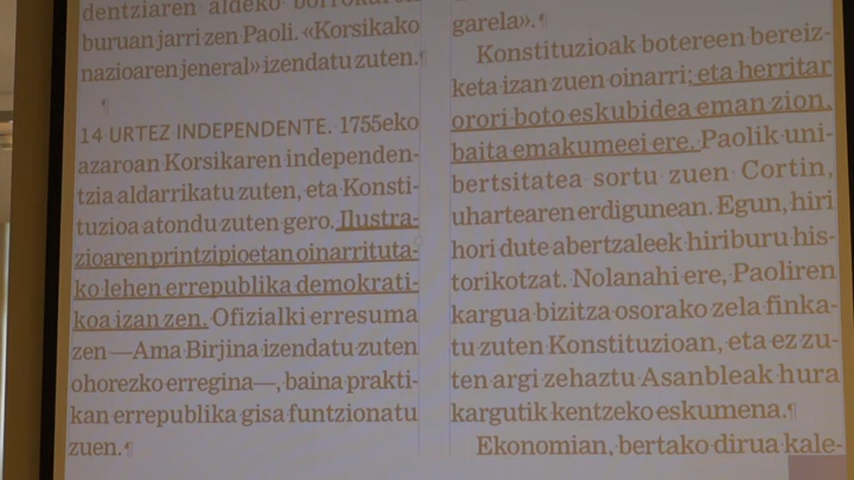 dentziaren aldeko borrokaren
buruan jarri zen Paoli. «Korsikako
nazioaren jeneral» izendatu zuten.¶
¶
14 URTEZ INDEPENDENTE. 1755eko
azaroan Korsikaren independen-
tzia aldarrikatu zuten, eta Konsti-
tuzioa atondu zuten gero. Ilustra-
zioaren printzipioetan oinarrituta-
ko lehen errepublika demokrati-
koa izan zen. Ofizialki erresuma
zen —Ama Birjina izendatu zuten
ohorezko erregina—, baina prakti-
kan errepublika gisa funtzionatu
zuen.¶
garela».¶
Konstituzioak botereen bereiz-
keta izan zuen oinarri; eta herritar
orori boto eskubidea eman zion,
baita emakumeei ere. Paolik uni-
bertsitatea sortu zuen Cortin,
uhartearen erdigunean. Egun, hiri
hori dute abertzaleek hiriburu his-
torikotzat. Nolanahi ere, Paoliren
kargua bizitza osorako zela finka-
tu zuten Konstituzioan, eta ez zu-
ten argi zehaztu Asanbleak hura
kargutik kentzeko eskumena.¶
Ekonomian, bertako dirua kale-